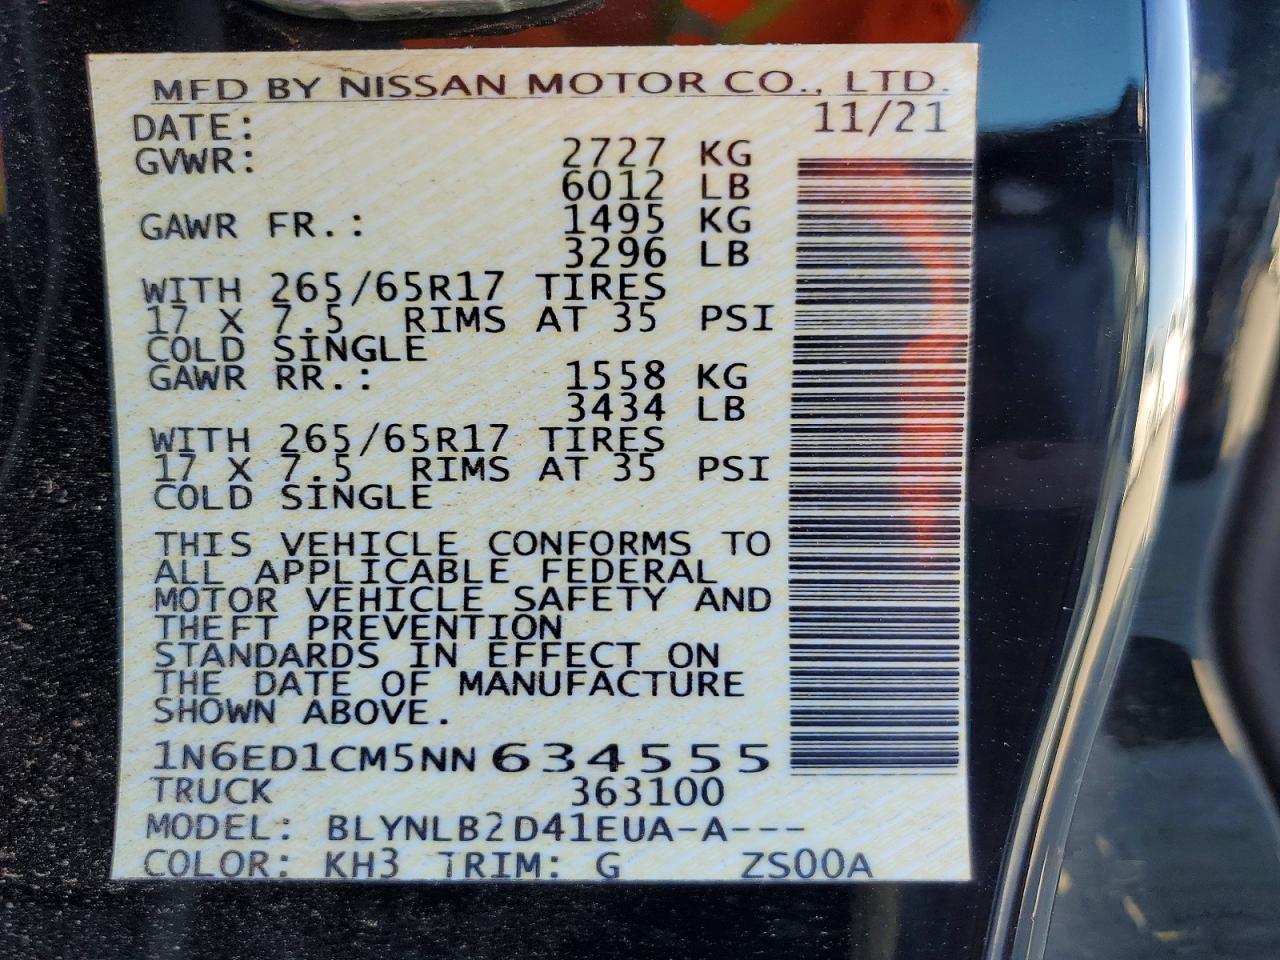 MFD BY NISSAN MOTOR CO., LTD.
DATE: 11/21
GVWR: 2727 KG
6012 LB
GAWR FR.: 1495 KG
3296 LB
WITH 265/65R17 TIRES
17 X 7.5 RIMS AT 35 PSI
COLD SINGLE
GAWR RR.: 1558 KG
3434 LB
WITH 265/65R17 TIRES
17 X 7.5 RIMS AT 35 PSI
COLD SINGLE
THIS VEHICLE CONFORMS TO
ALL APPLICABLE FEDERAL
MOTOR VEHICLE SAFETY AND
THEFT PREVENTION
STANDARDS IN EFFECT ON
THE DATE OF MANUFACTURE
SHOWN ABOVE.
1N6ED1CM5NN634555
TRUCK 363100
MODEL: BLYNLB2D41EUA-A---
COLOR: KH3 TRIM: G ZS00A